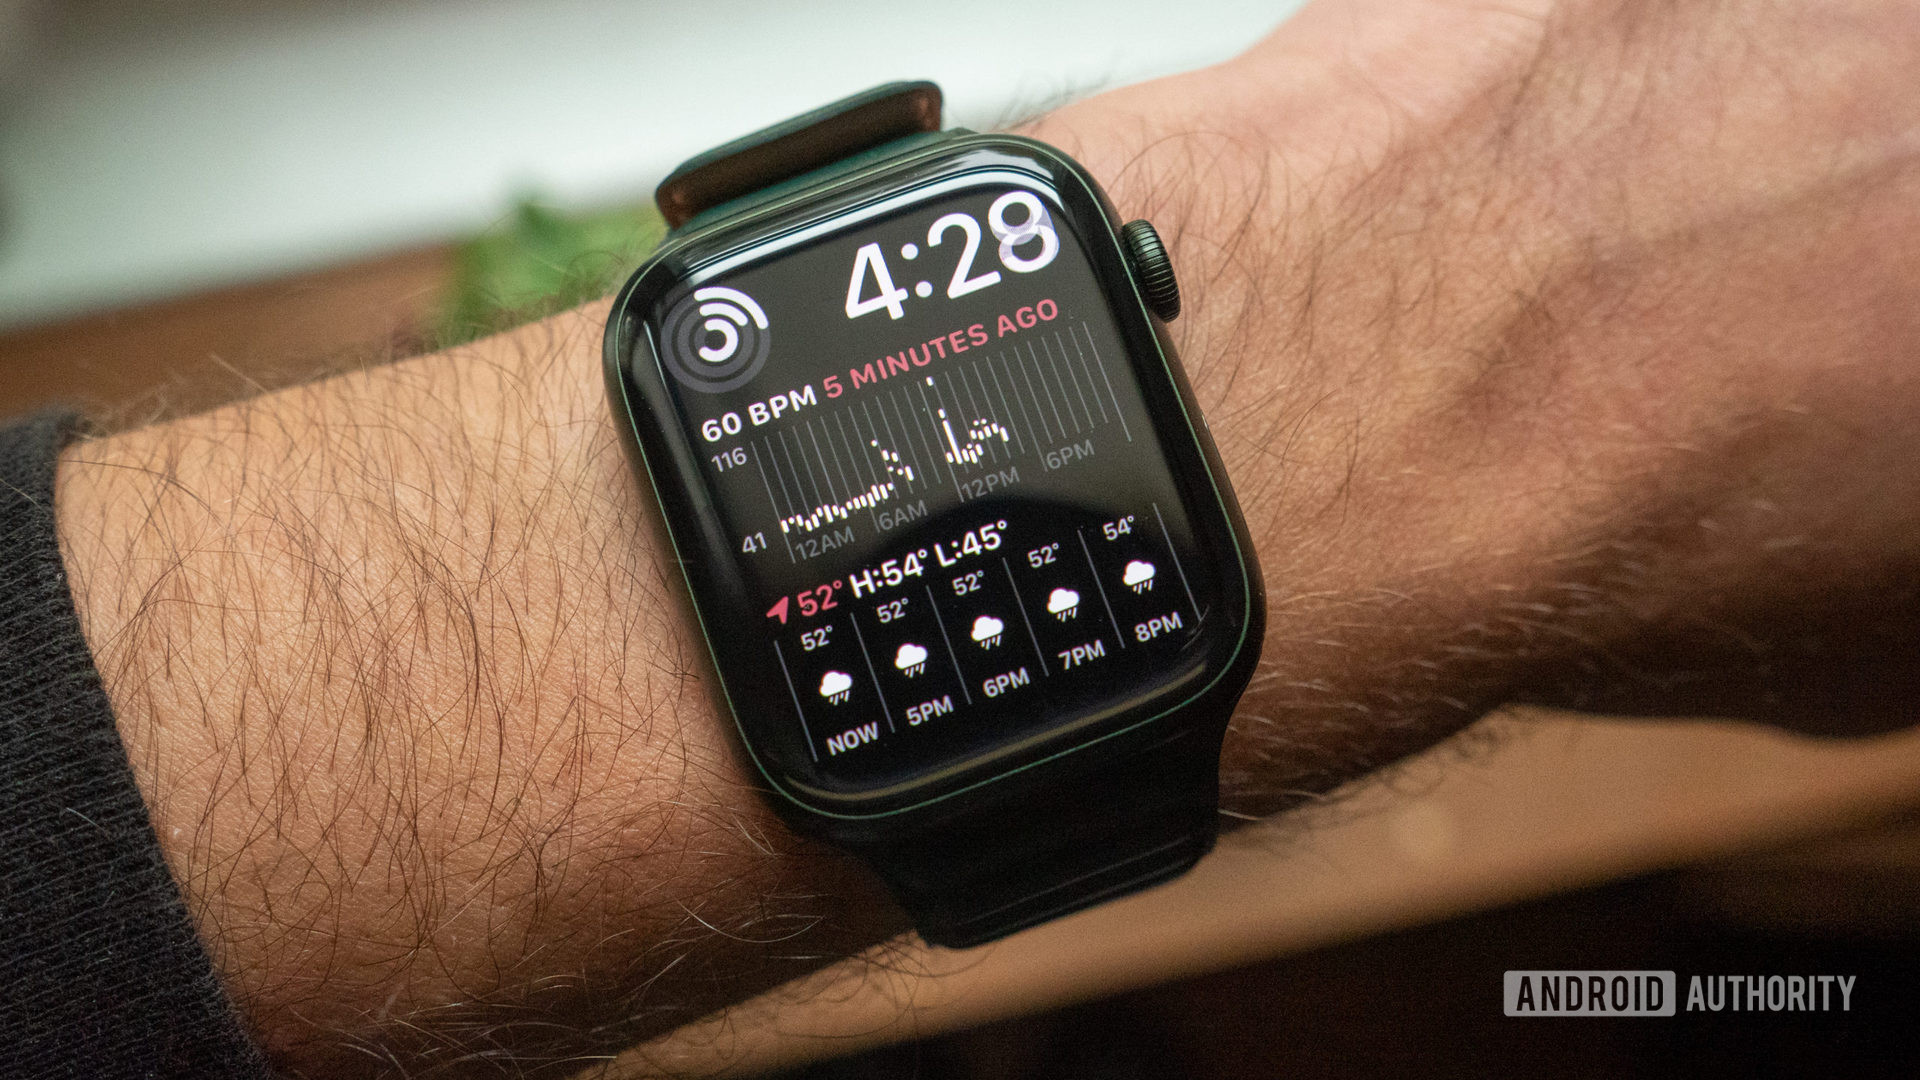 4:28
60 BPM 5 MINUTES AGO
116
41
12AM 6AM 12PM 6PM
52° H:54° L:45°
52° 52° 52° 52° 54°
NOW 5PM 6PM 7PM 8PM
ANDROID AUTHORITY